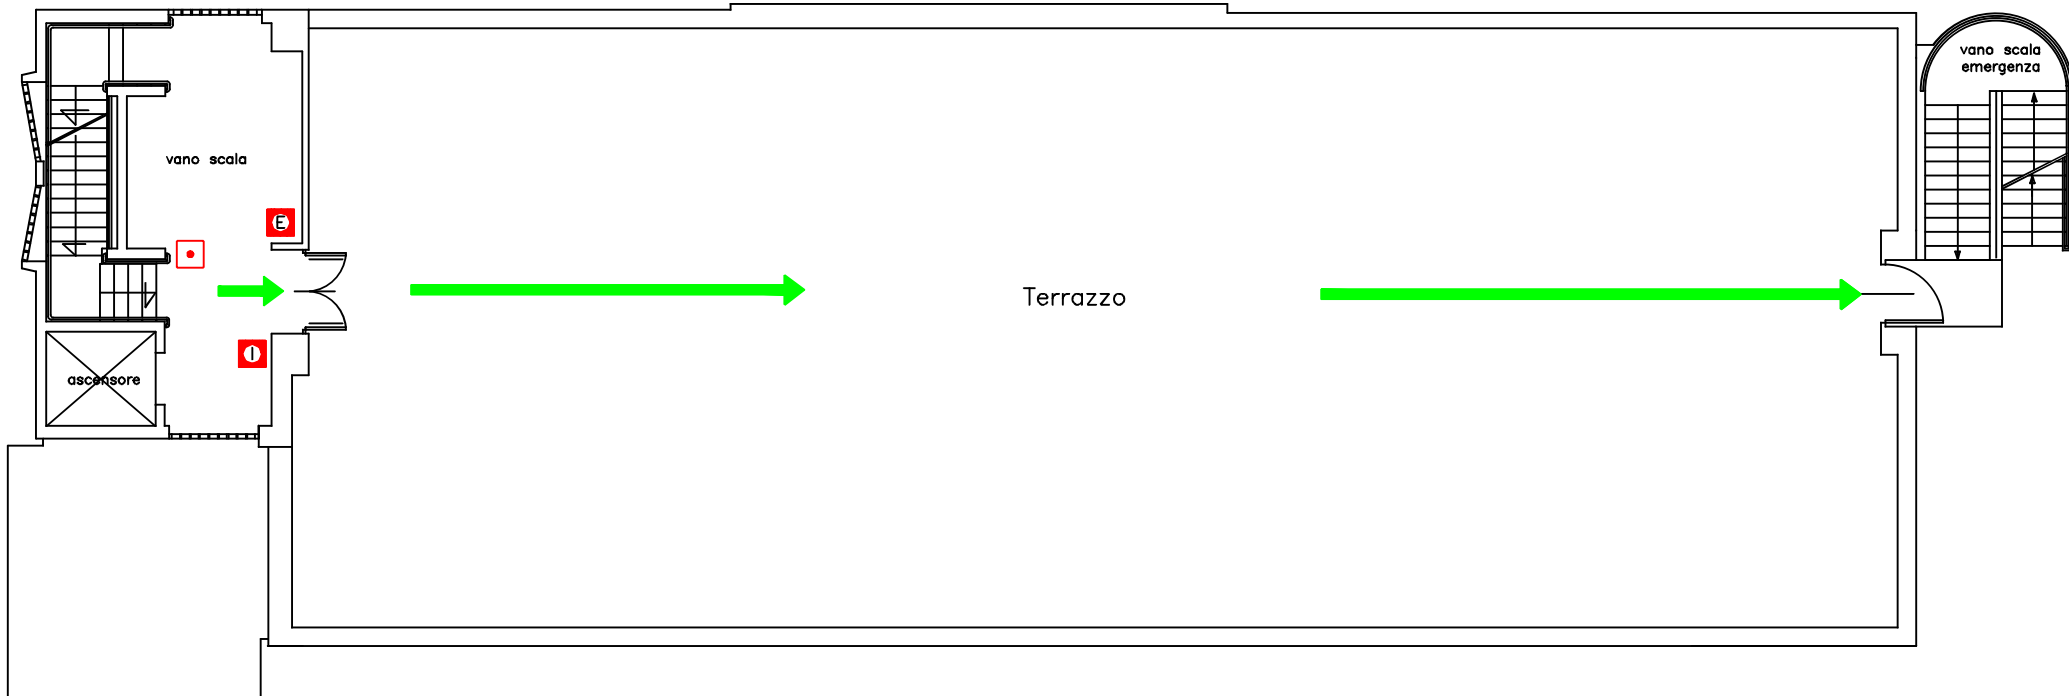 vano scala
emergenza
vano scala
E
Terrazzo
I
ascensore